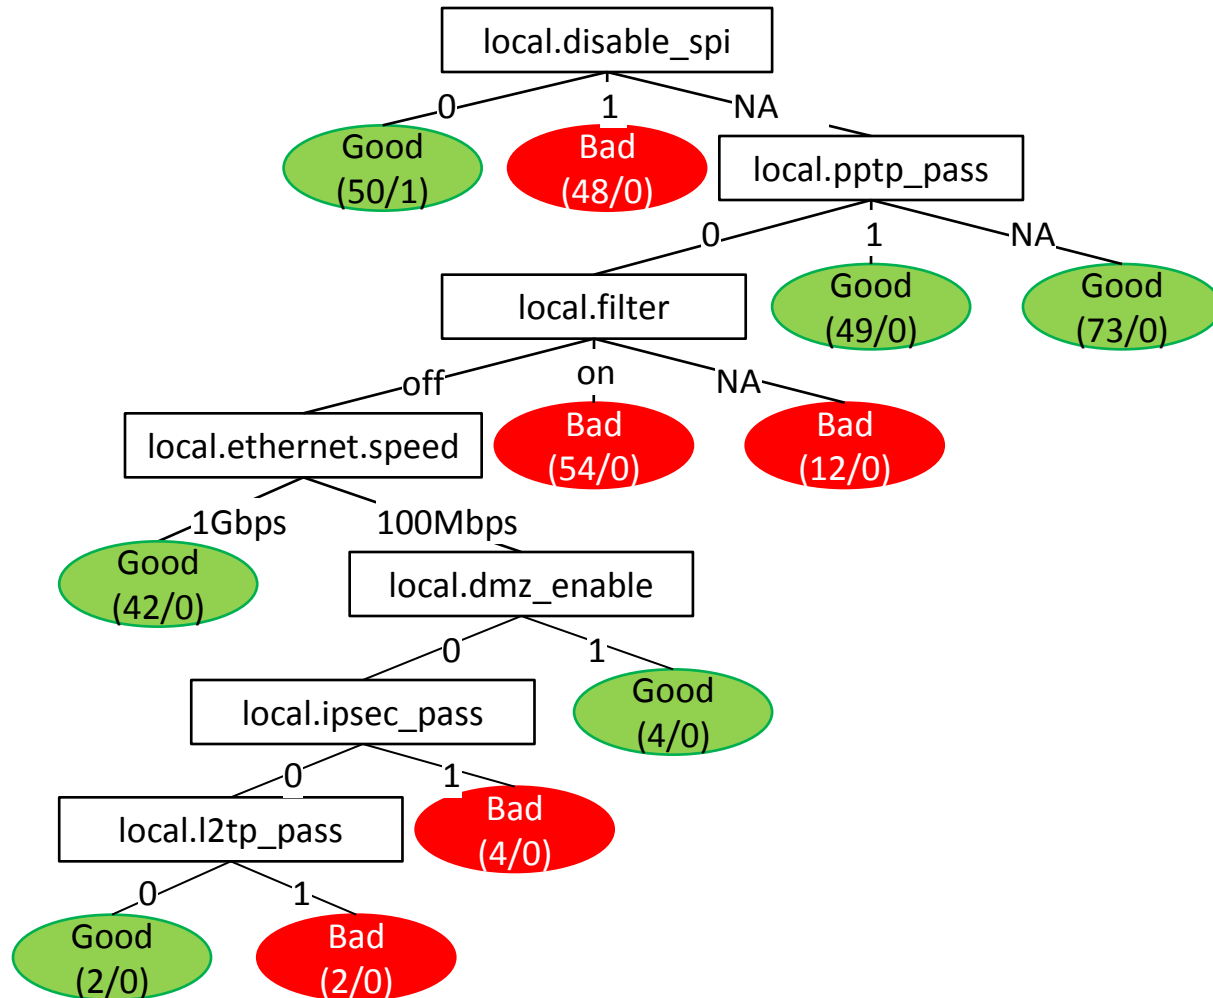 local.disable_spi
0
1
NA
Good
(50/1)
Bad
(48/0)
local.pptp_pass
0
1
NA
local.filter
Good
(49/0)
Good
(73/0)
off
on
NA
local.ethernet.speed
Bad
(54/0)
Bad
(12/0)
1Gbps
100Mbps
Good
(42/0)
local.dmz_enable
0
1
local.ipsec_pass
Good
(4/0)
0
1
local.l2tp_pass
Bad
(4/0)
0
1
Good
(2/0)
Bad
(2/0)